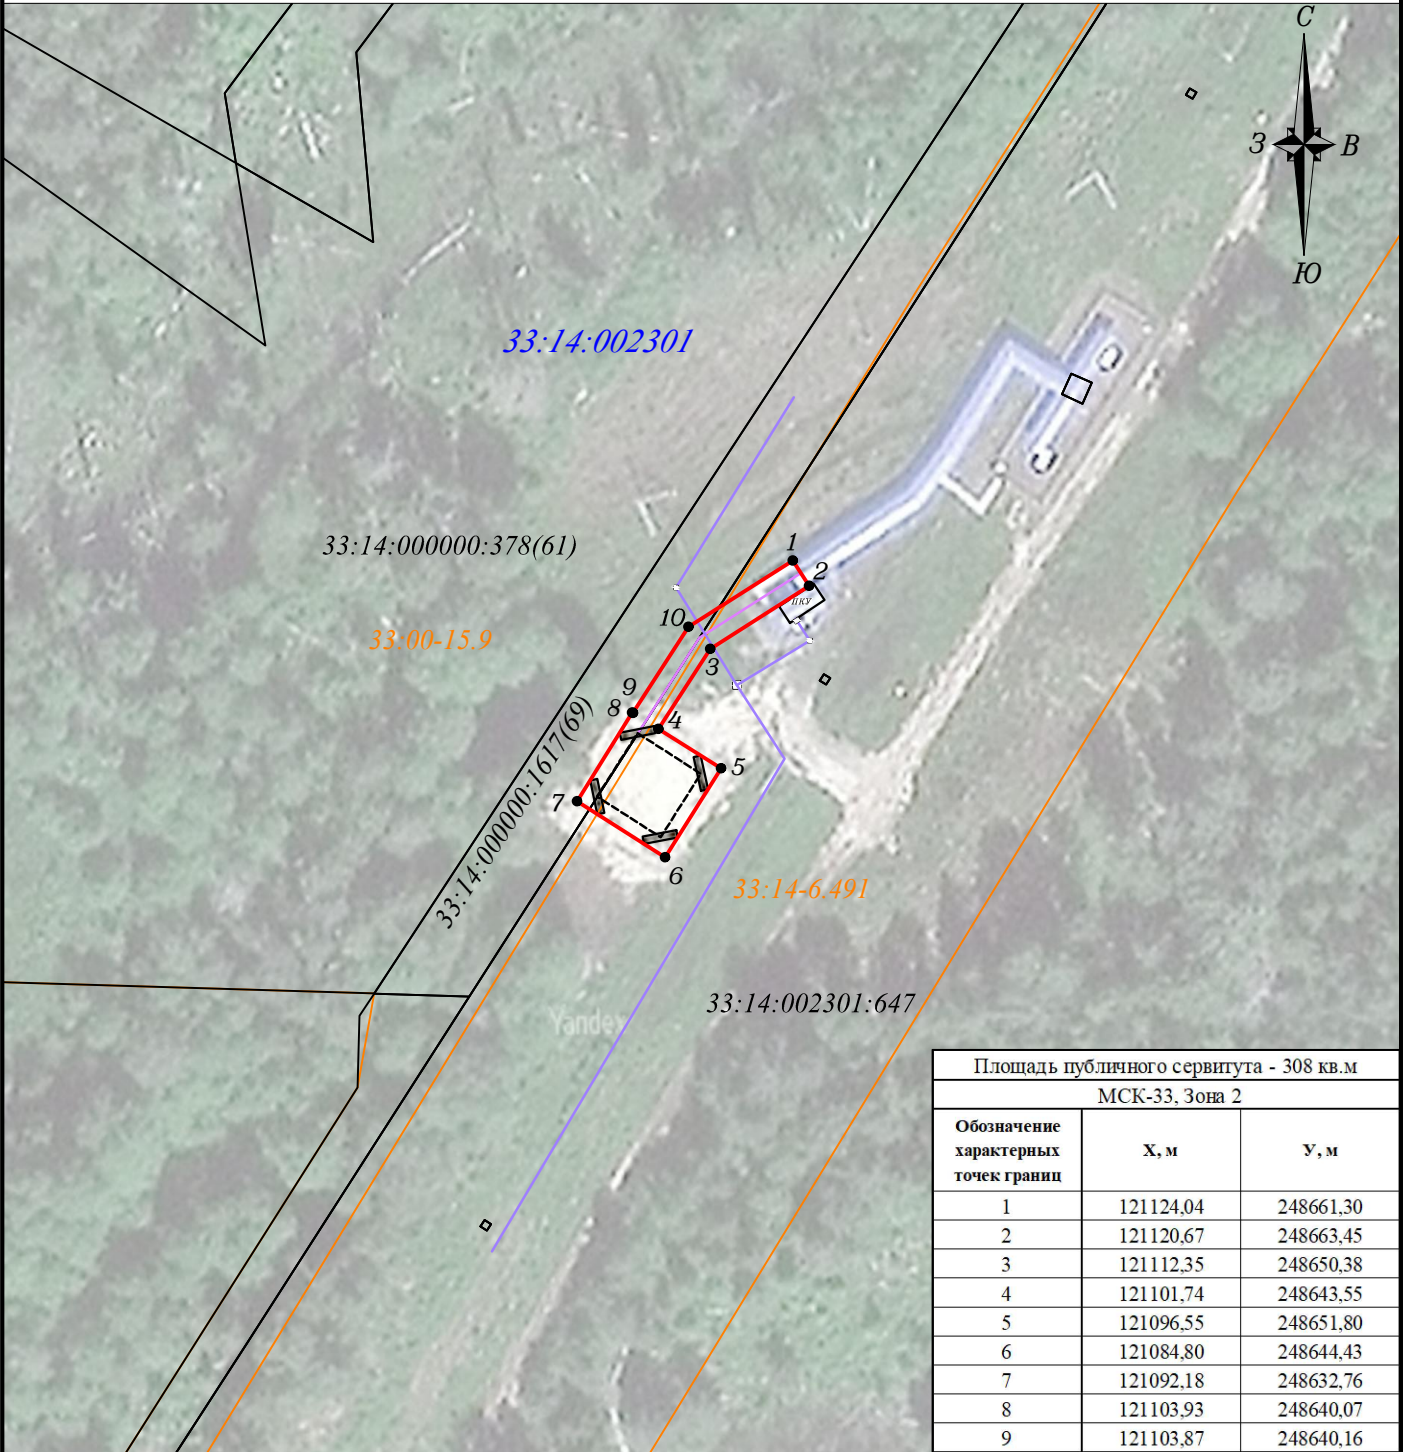 С
З
В
Ю
33:14:002301
33:14:000000:378(61)
33:00-15.9
1
2
ПКУ
10
3
9
8
4
5
7
6
33:14:000000:1617(69)
33:14-6.491
33:14:002301:647
Yandex
Площадь публичного сервитута - 308 кв.м
МСК-33, Зона 2
Обозначение
характерных
точек границ
Х, м
У, м
1 121124,04 248661,30
2 121120,67 248663,45
3 121112,35 248650,38
4 121101,74 248643,55
5 121096,55 248651,80
6 121084,80 248644,43
7 121092,18 248632,76
8 121103,93 248640,07
9 121103,87 248640,16